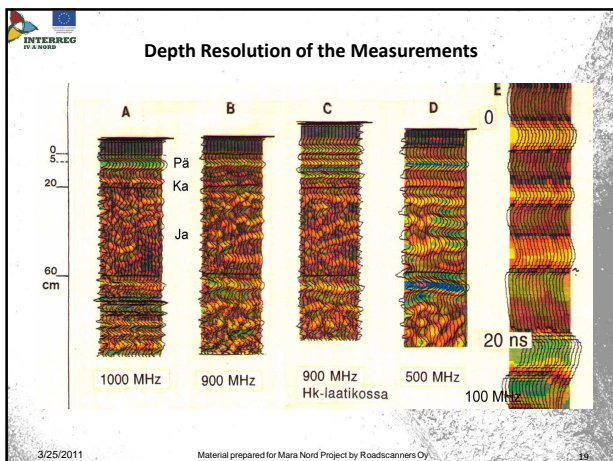 INTERREG
IV A NORD
Depth Resolution of the Measurements
A B C D E
0
5
20
60
cm
Pä
Ka
Ja
0
20 ns
1000 MHz
900 MHz
900 MHz
Hk-laatikossa
500 MHz
100 MHz
3/25/2011
Material prepared for Mara Nord Project by Roadscanners Oy
19